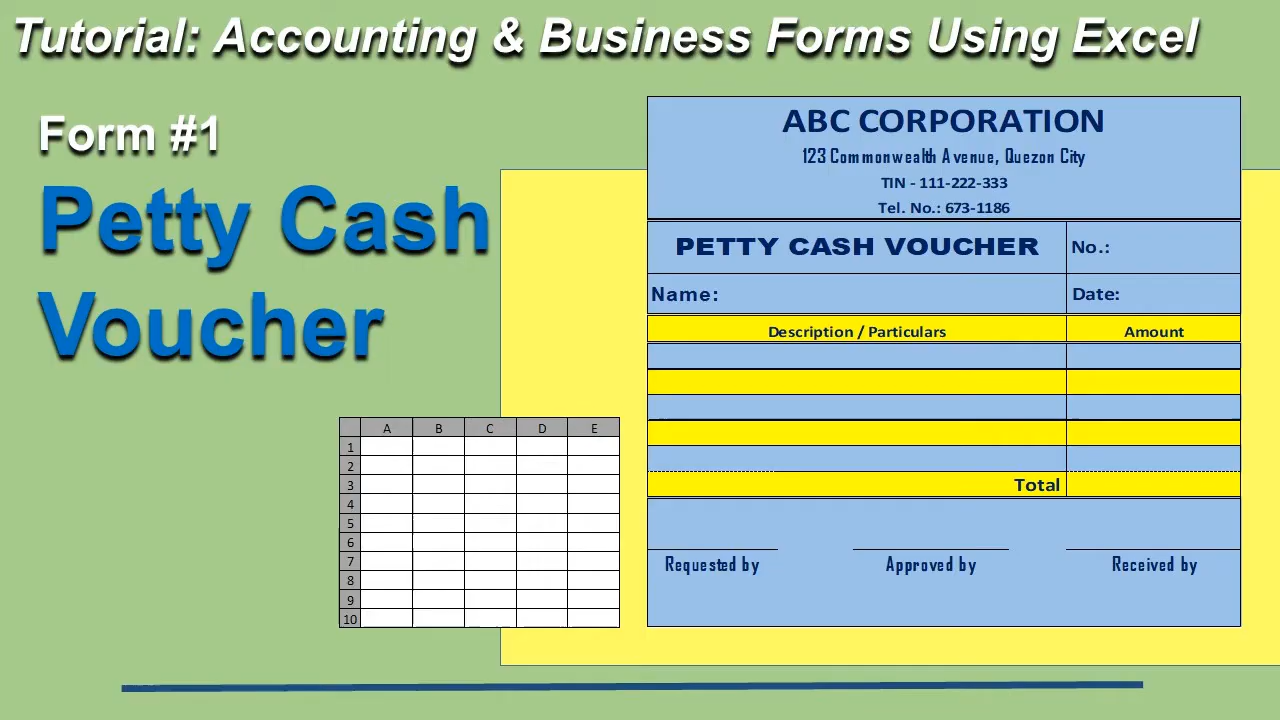 Tutorial: Accounting & Business Forms Using Excel
Form #1
Petty Cash
Voucher
ABC CORPORATION
123 Commonwealth Avenue, Quezon City
TIN - 111-222-333
Tel. No.: 673-1186
PETTY CASH VOUCHER No.:
Name: Date:
Description / Particulars Amount
Total
Requested by Approved by Received by
A B C D E
1
2
3
4
5
6
7
8
9
10